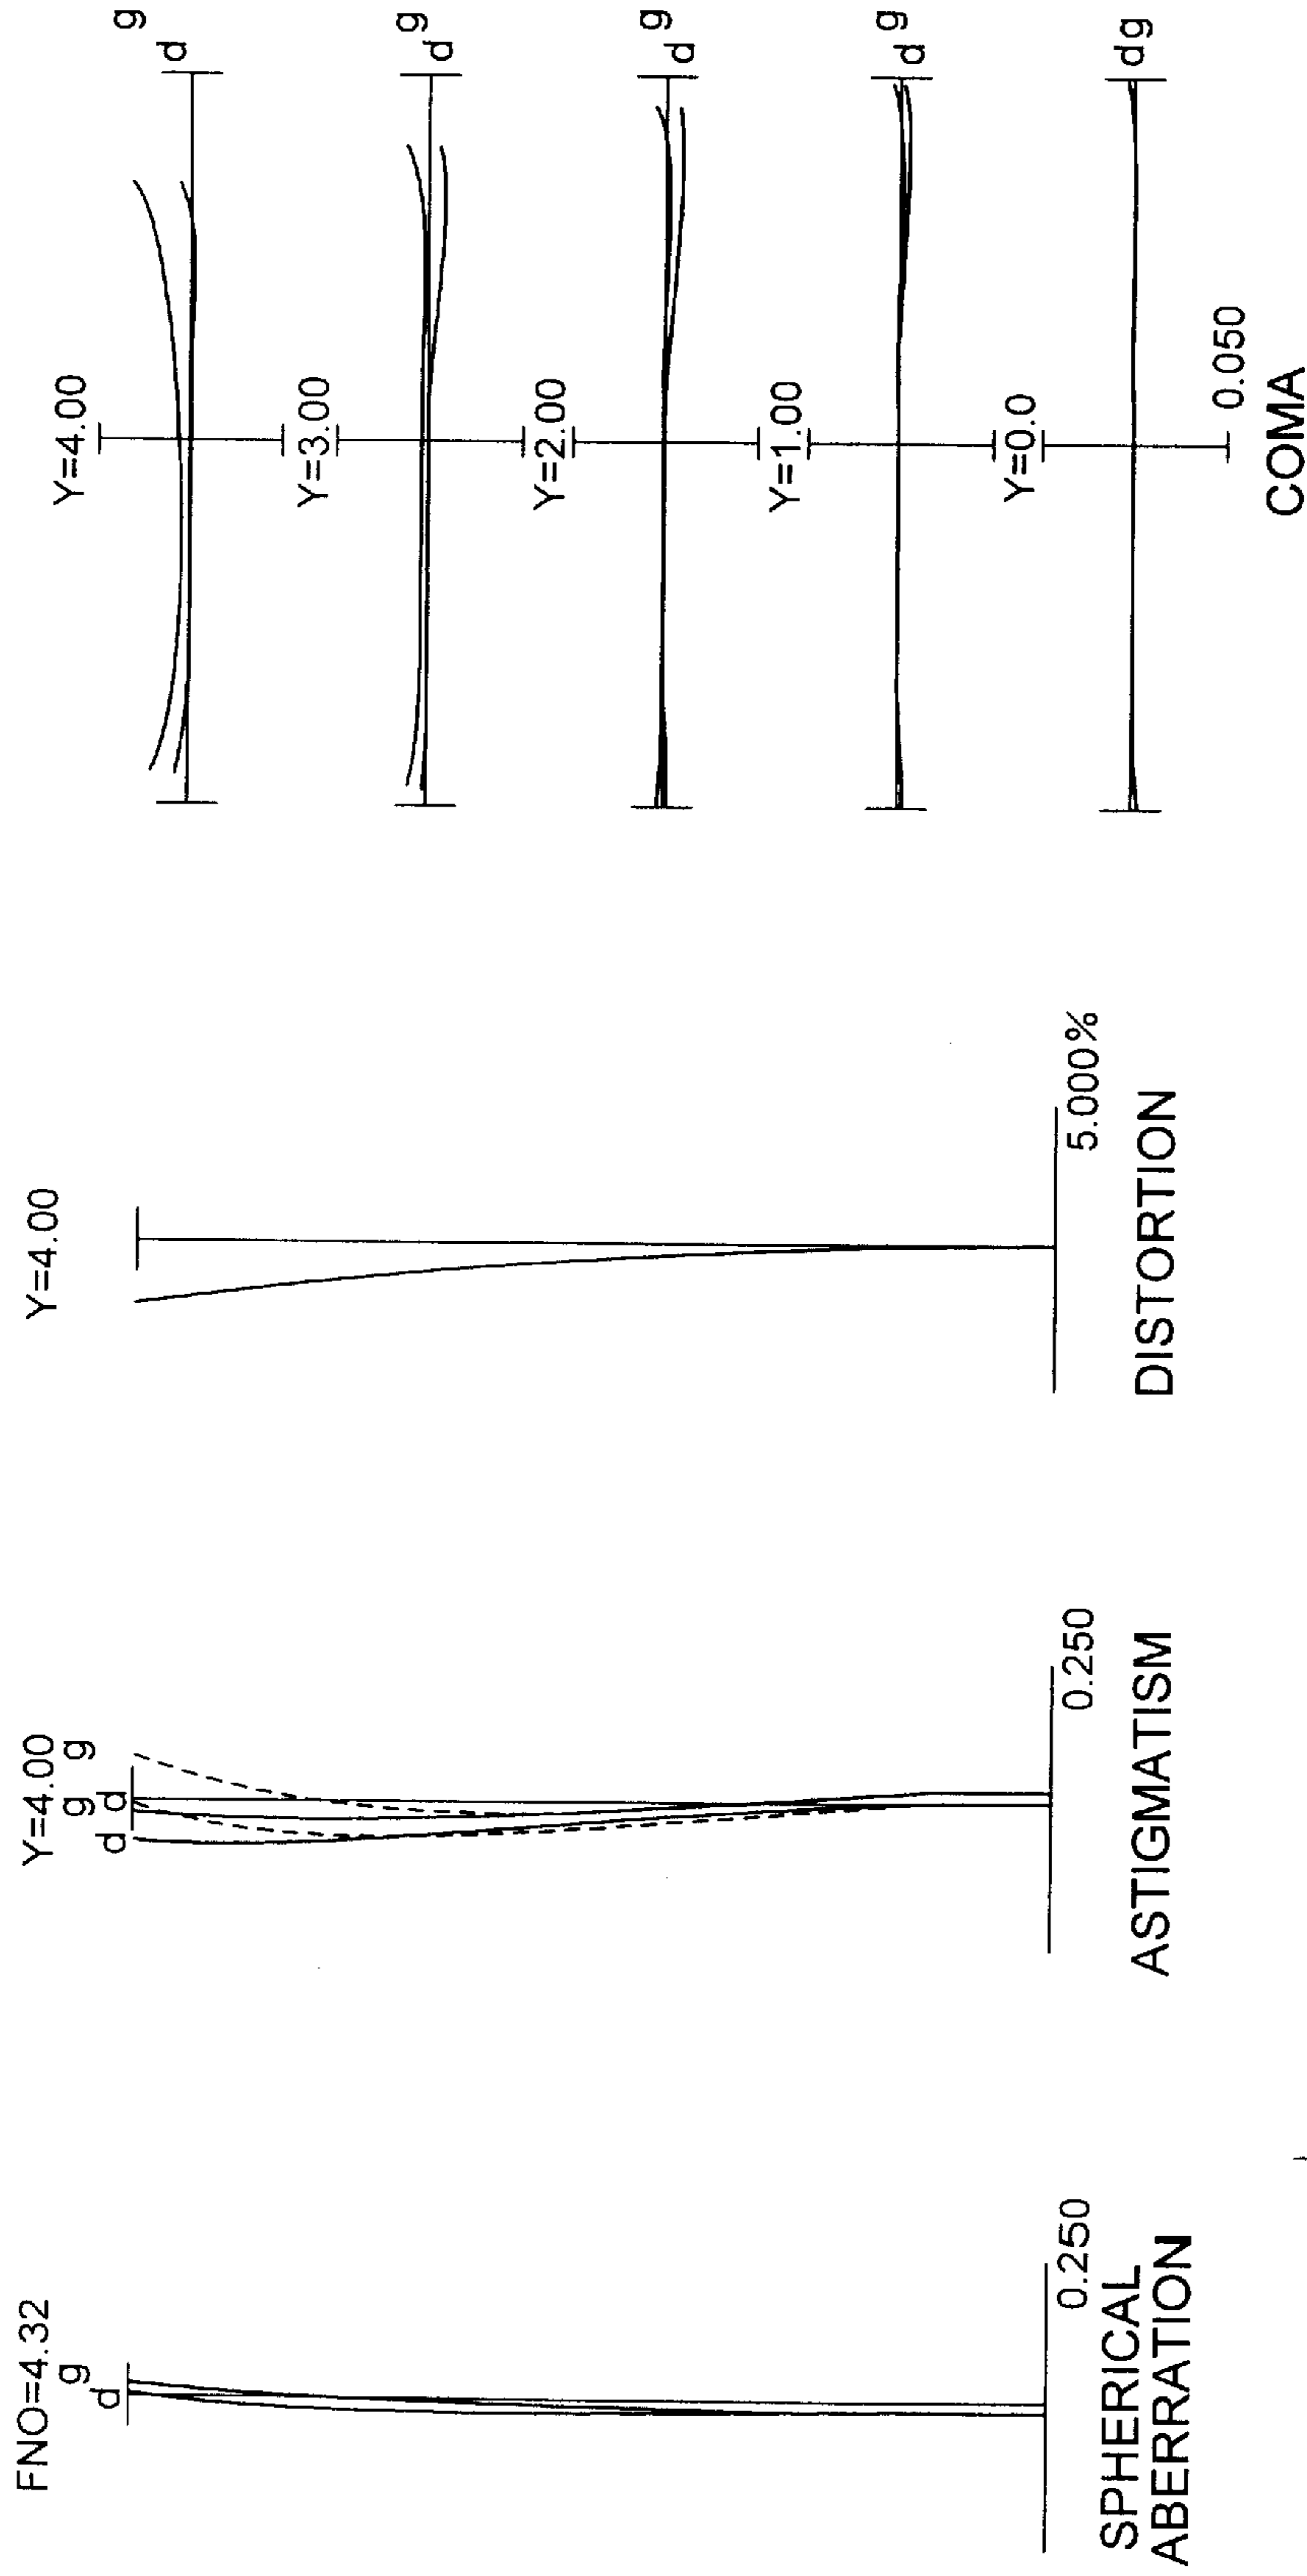 FNO=4.32
g
d
0.250
SPHERICAL
ABERRATION
Y=4.00
g
g
d
d
0.250
ASTIGMATISM
Y=4.00
5.000%
DISTORTION
Y=4.00
g
d
Y=3.00
g
d
Y=2.00
g
d
Y=1.00
g
d
Y=0.0
d g
0.050
COMA